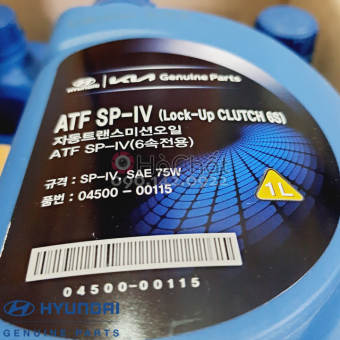 HYUNDAI KIA Genuine Parts
ATF SP-IV (Lock-Up CLUTCH 6S)
자동트랜스미션오일
ATF SP-IV(6속전용)
규격 : SP-IV, SAE 75W
품번 : 04500 - 00115
1L
04500-00115
HYUNDAI
GENUINE PARTS